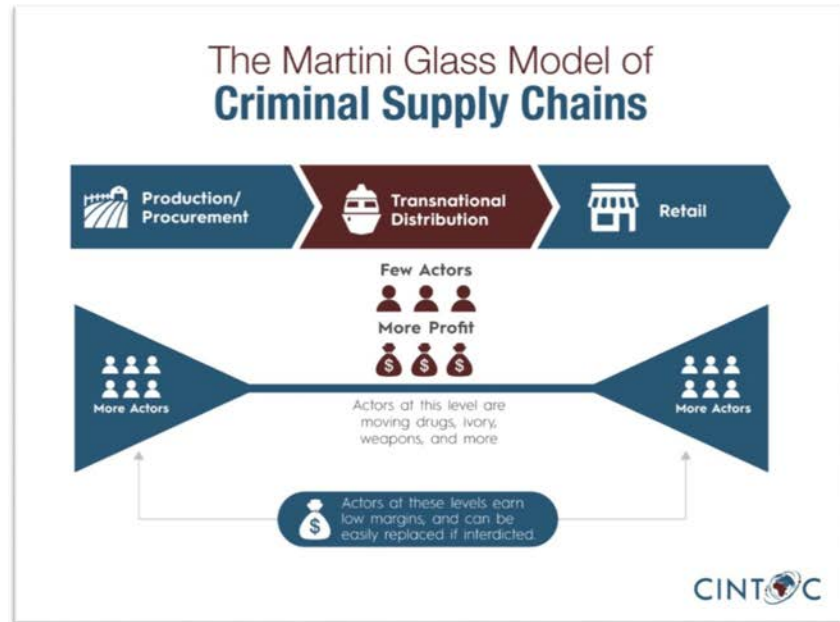 The Martini Glass Model of
Criminal Supply Chains
Production/
Procurement
Transnational
Distribution
Retail
Few Actors
More Profit
$ $ $
More Actors
Actors at this level are
moving drugs, ivory,
weapons, and more
More Actors
$
Actors at these levels earn
low margins, and can be
easily replaced if interdicted.
CINTOC